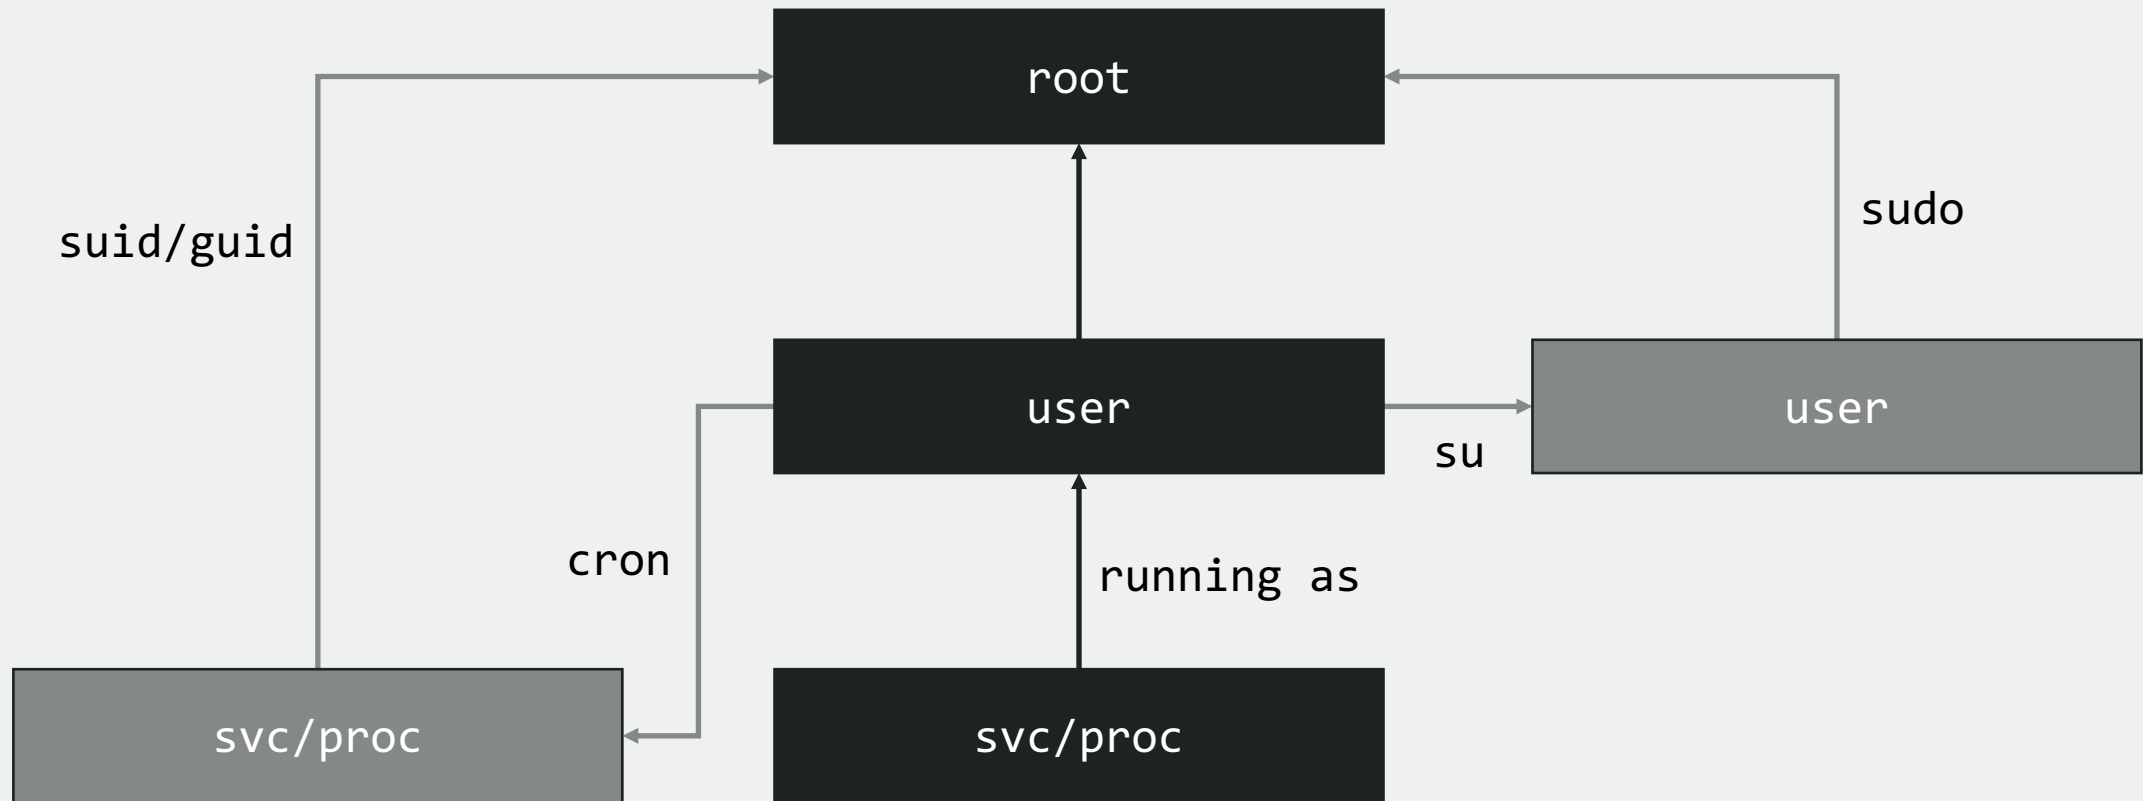 root
suid/guid
sudo
user
user
su
cron
running as
svc/proc
svc/proc